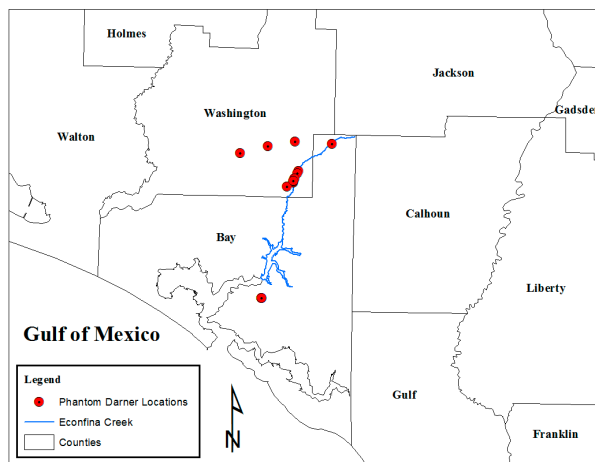 Holmes
Jackson
Gadsden
Washington
Walton
Calhoun
Bay
Liberty
Gulf of Mexico
Legend
Phantom Darner Locations
Econfina Creek
Counties
N
Gulf
Franklin